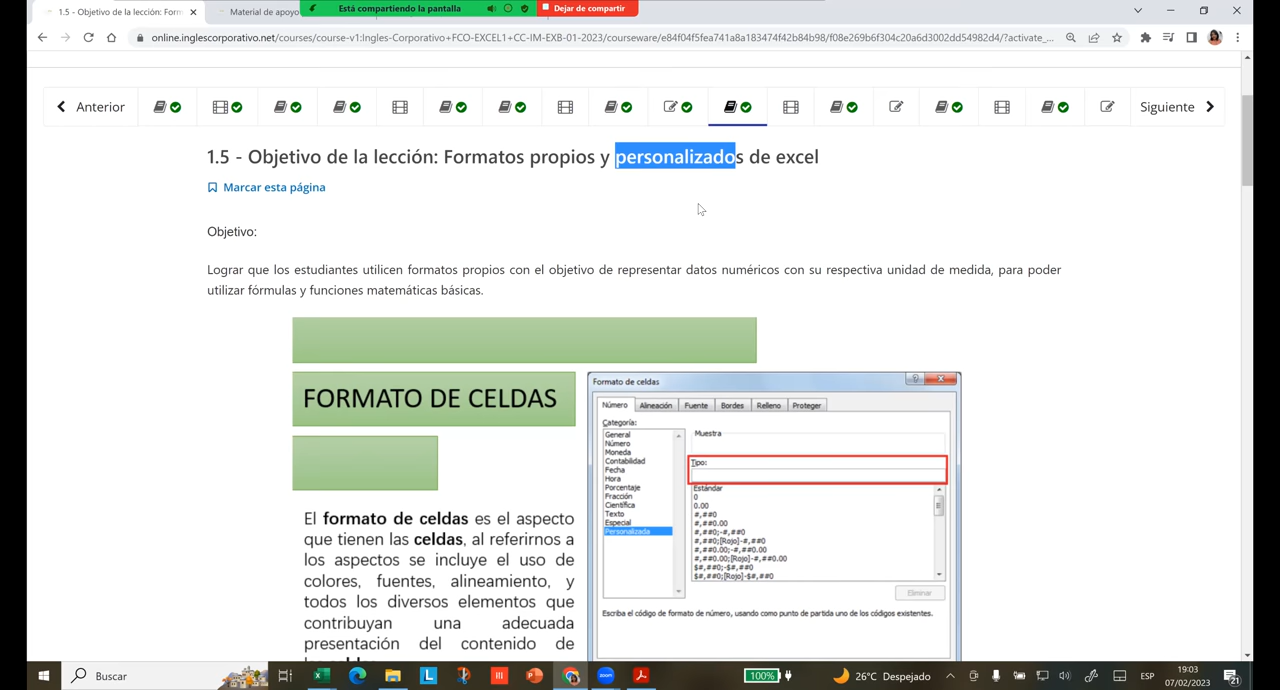 1.5 - Objetivo de la lección: Form
Material de apoyo
Está compartiendo la pantalla
Dejar de compartir
online.inglescorporativo.net/courses/course-v1:Ingles-Corporativo+FCO-EXCEL1+CC-IM-EXB-01-2023/courseware/e84f04f5fea741a8a183474f42b84b98/f08e269b6f304c20a6d3002dd54982d4/?activate_...
Anterior
Siguiente
1.5 - Objetivo de la lección: Formatos propios y personalizados de excel
Marcar esta página
Objetivo:
Lograr que los estudiantes utilicen formatos propios con el objetivo de representar datos numéricos con su respectiva unidad de medida, para poder
utilizar fórmulas y funciones matemáticas básicas.
FORMATO DE CELDAS
El formato de celdas es el aspecto
que tienen las celdas, al referirnos a
los aspectos se incluye el uso de
colores, fuentes, alineamiento, y
todos los diversos elementos que
contribuyan una adecuada
presentación del contenido de
Formato de celdas
Número Alineación Fuente Bordes Relleno Proteger
Categoría:
General
Número
Moneda
Contabilidad
Fecha
Hora
Porcentaje
Fracción
Científica
Texto
Especial
Personalizada
Muestra
Tipo:
Estándar
0
0.00
#,##0
#,##0.00
#,##0;-#,##0
#,##0;[Rojo]-#,##0
#,##0.00;-#,##0.00
#,##0.00;[Rojo]-#,##0.00
$#,##0;-$#,##0
$#,##0;[Rojo]-$#,##0
Eliminar
Escriba el código de formato de número, usando como punto de partida uno de los códigos existentes.
Buscar
100%
26°C Despejado
ESP
19:03
07/02/2023
21